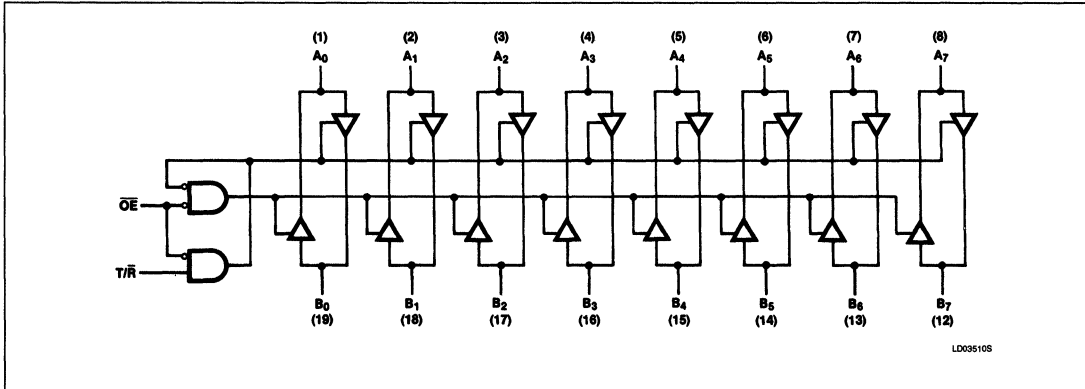 (1) (2) (3) (4) (5) (6) (7) (8)
A₀ A₁ A₂ A₃ A₄ A₅ A₆ A₇
O̅E̅
T/R̅
B₀ B₁ B₂ B₃ B₄ B₅ B₆ B₇
(19) (18) (17) (16) (15) (14) (13) (12)
LD03510S